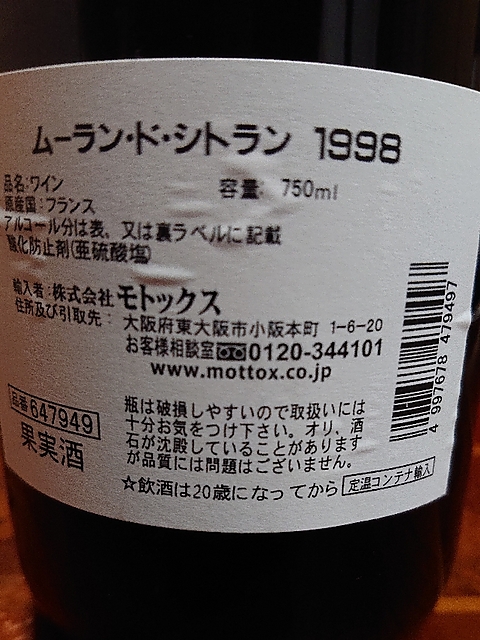 ムーラン・ド・シトラン 1998
品名:ワイン 容量: 750ml
原産国:フランス
アルコール分は表、又は裏ラベルに記載
酸化防止剤(亜硫酸塩)
輸入者:株式会社モトックス
住所及び引取先: 大阪府東大阪市小阪本町 1-6-20
お客様相談室 0120-344101
www.mottox.co.jp
4 997678 479497
品番 647949
果実酒
瓶は破損しやすいので取扱いには
十分お気をつけ下さい。オリ、酒
石が沈殿していることがあります
が品質には問題はございません。
☆飲酒は20歳になってから 定温コンテナ輸入